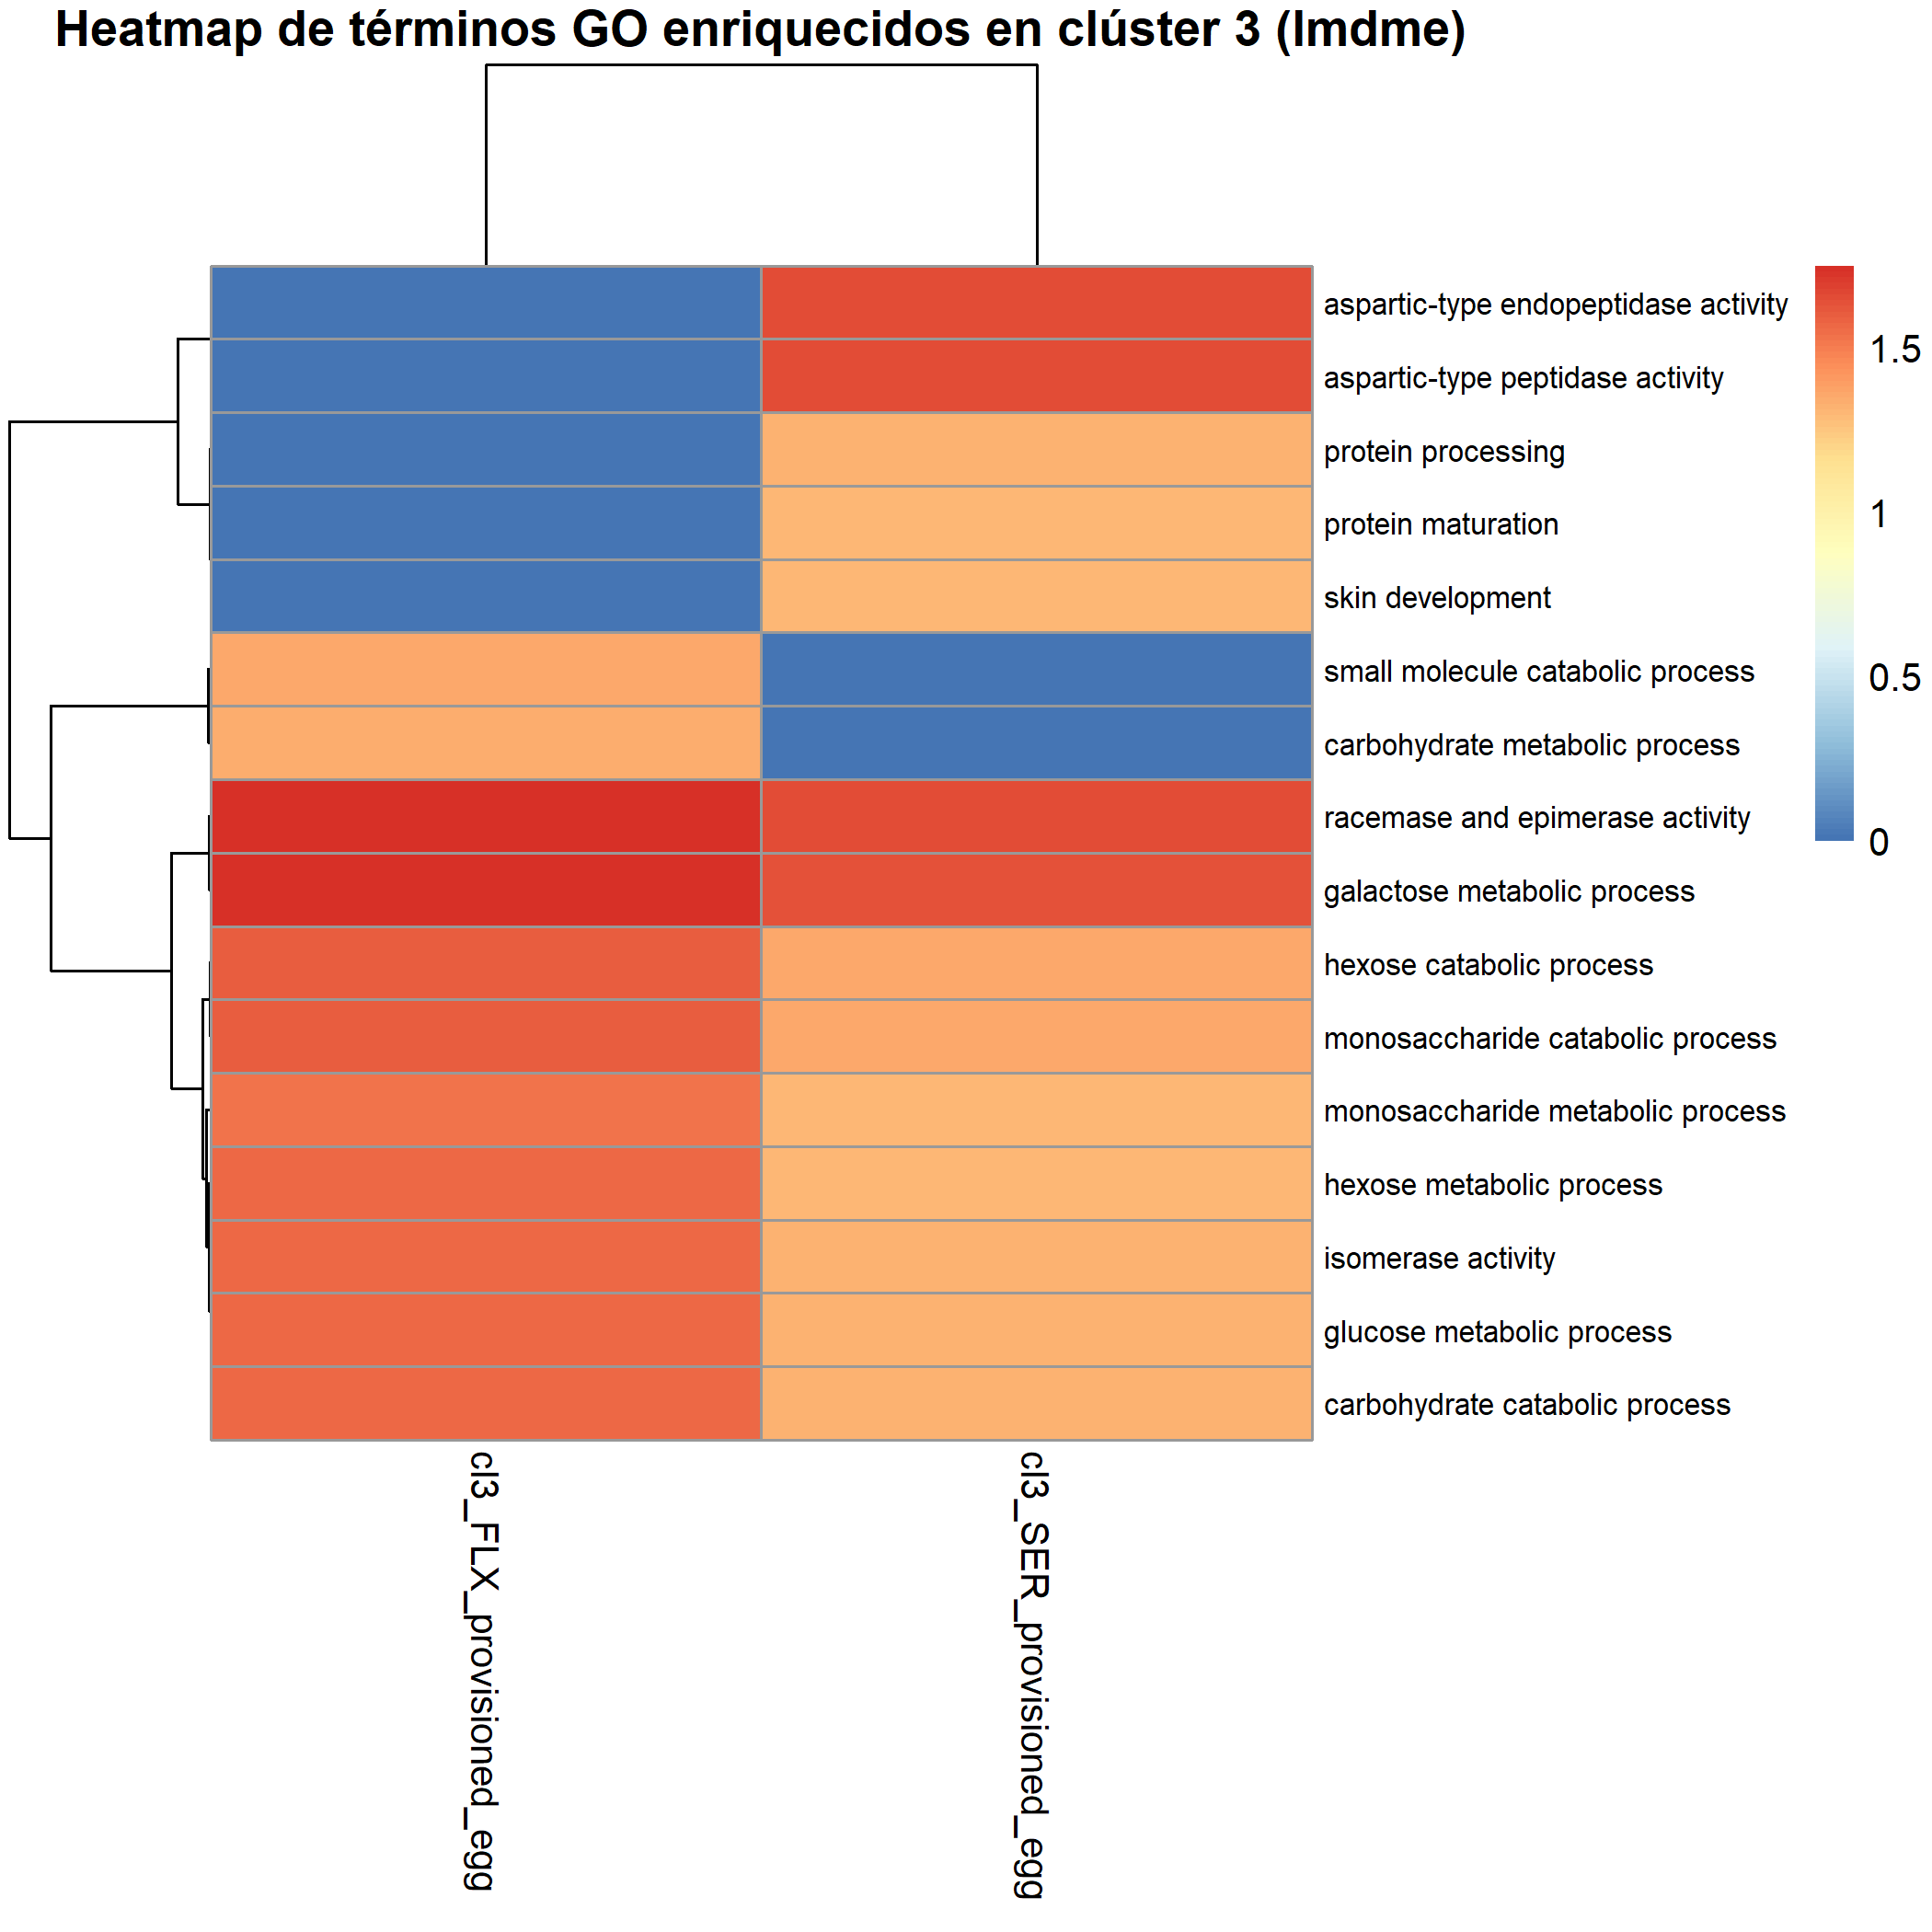 Heatmap de términos GO enriquecidos en clúster 3 (lmdme)
aspartic-type endopeptidase activity
aspartic-type peptidase activity
protein processing
protein maturation
skin development
small molecule catabolic process
carbohydrate metabolic process
racemase and epimerase activity
galactose metabolic process
hexose catabolic process
monosaccharide catabolic process
monosaccharide metabolic process
hexose metabolic process
isomerase activity
glucose metabolic process
carbohydrate catabolic process
1.5
1
0.5
0
cl3_FLX_provisioned_egg
cl3_SER_provisioned_egg